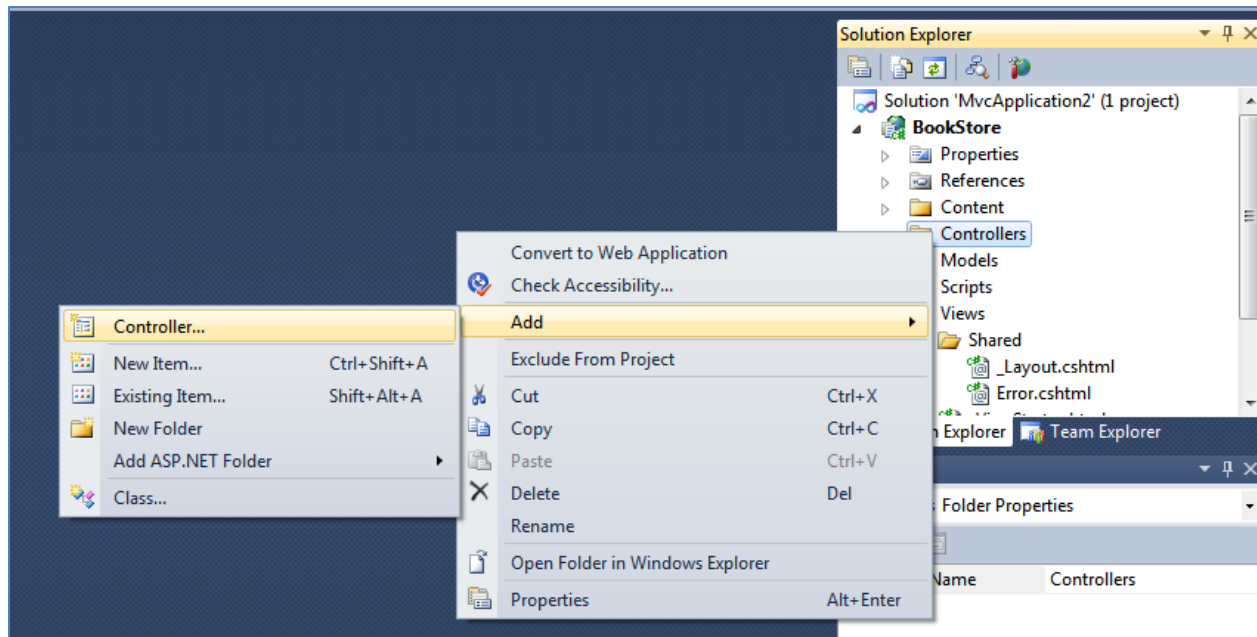 Solution Explorer
Solution 'MvcApplication2' (1 project)
BookStore
Properties
References
Content
Controllers
Models
Scripts
Views
Shared
_Layout.cshtml
Error.cshtml
Explorer
Team Explorer
Folder Properties
Name Controllers
Convert to Web Application
Check Accessibility...
Add
Exclude From Project
Cut Ctrl+X
Copy Ctrl+C
Paste Ctrl+V
Delete Del
Rename
Open Folder in Windows Explorer
Properties Alt+Enter
Controller...
New Item... Ctrl+Shift+A
Existing Item... Shift+Alt+A
New Folder
Add ASP.NET Folder
Class...